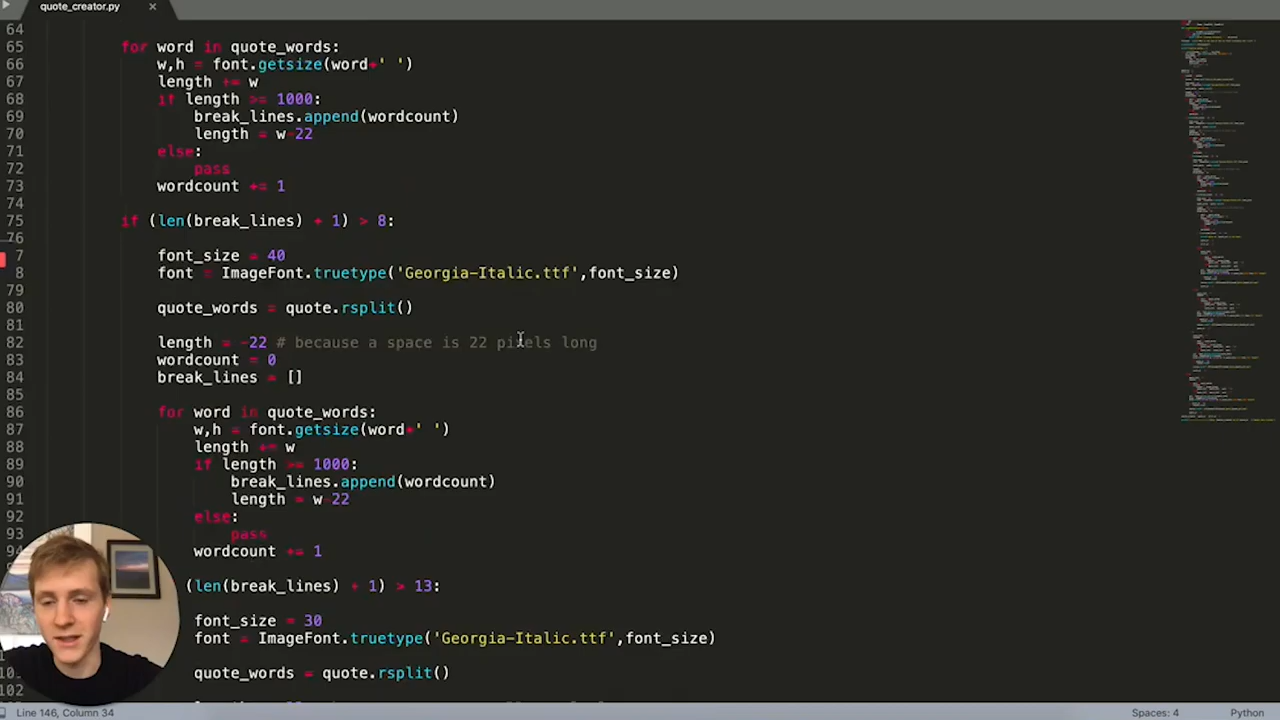 quote_creator.py ×
64
65 for word in quote_words:
66 w,h = font.getsize(word+' ')
67 length += w
68 if length >= 1000:
69 break_lines.append(wordcount)
70 length = w-22
71 else:
72 pass
73 wordcount += 1
74
75 if (len(break_lines) + 1) > 8:
7 font_size = 40
8 font = ImageFont.truetype('Georgia-Italic.ttf',font_size)
79
80 quote_words = quote.rsplit()
81
82 length = -22 # because a space is 22 pixels long
83 wordcount = 0
84 break_lines = []
85
86 for word in quote_words:
87 w,h = font.getsize(word+' ')
88 length += w
89 if length >= 1000:
90 break_lines.append(wordcount)
91 length = w-22
92 else:
93 pass
94 wordcount += 1
(len(break_lines) + 1) > 13:
font_size = 30
font = ImageFont.truetype('Georgia-Italic.ttf',font_size)
quote_words = quote.rsplit()
102
Line 146, Column 34
Spaces: 4
Python